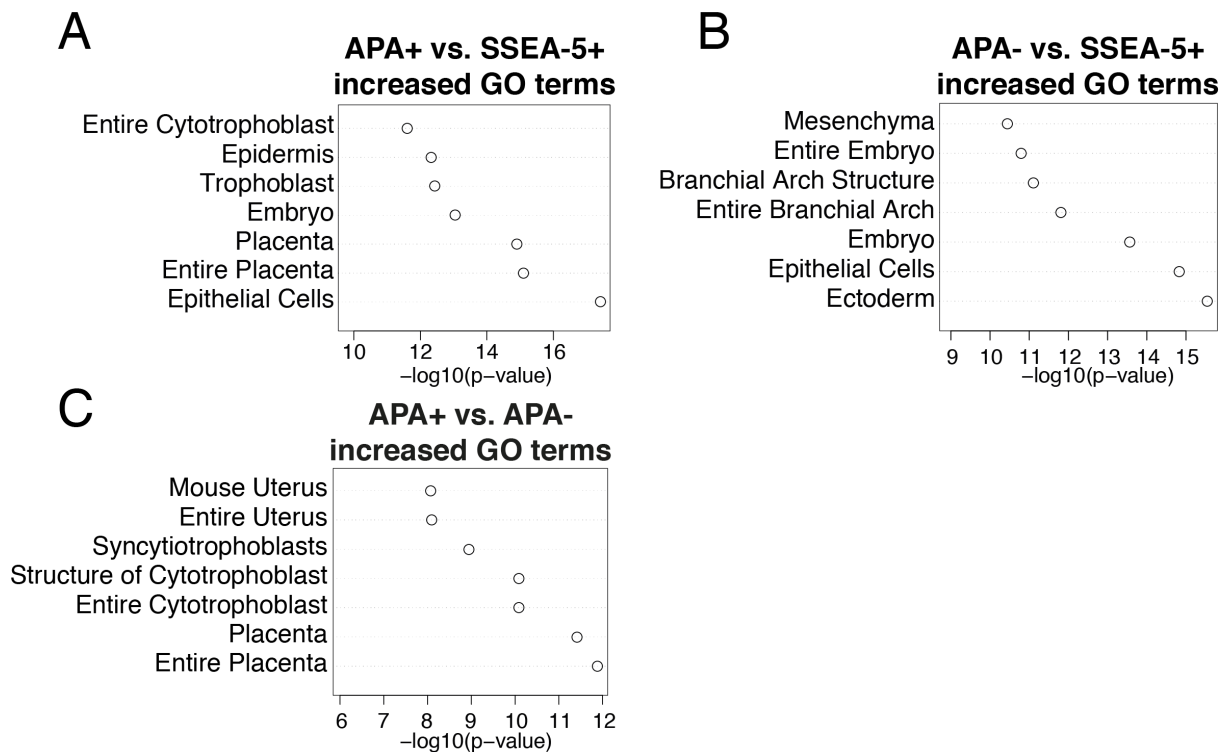 A
APA+ vs. SSEA-5+
increased GO terms
Entire Cytotrophoblast
Epidermis
Trophoblast
Embryo
Placenta
Entire Placenta
Epithelial Cells
10 12 14 16
−log10(p−value)
B
APA- vs. SSEA-5+
increased GO terms
Mesenchyma
Entire Embryo
Branchial Arch Structure
Entire Branchial Arch
Embryo
Epithelial Cells
Ectoderm
9 10 11 12 13 14 15
−log10(p−value)
C
APA+ vs. APA-
increased GO terms
Mouse Uterus
Entire Uterus
Syncytiotrophoblasts
Structure of Cytotrophoblast
Entire Cytotrophoblast
Placenta
Entire Placenta
6 7 8 9 10 11 12
−log10(p−value)